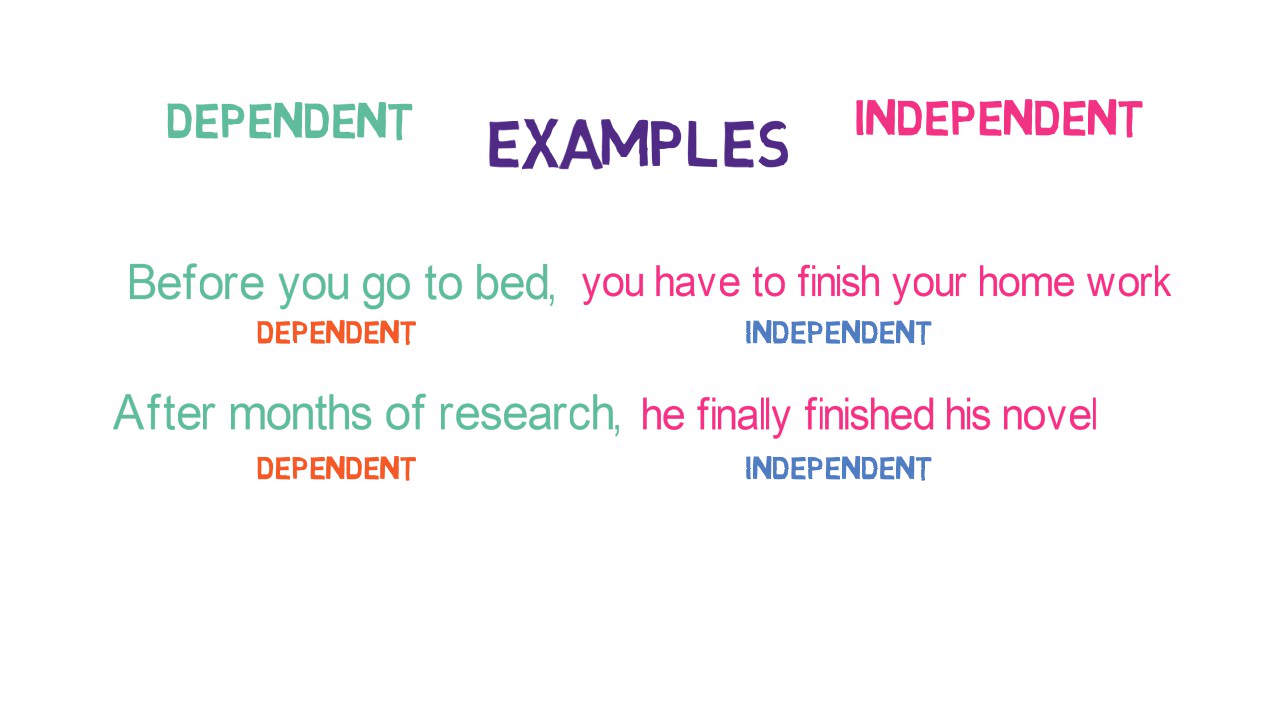 DEPENDENT
EXAMPLES
INDEPENDENT
Before you go to bed, you have to finish your home work
DEPENDENT INDEPENDENT
After months of research, he finally finished his novel
DEPENDENT INDEPENDENT